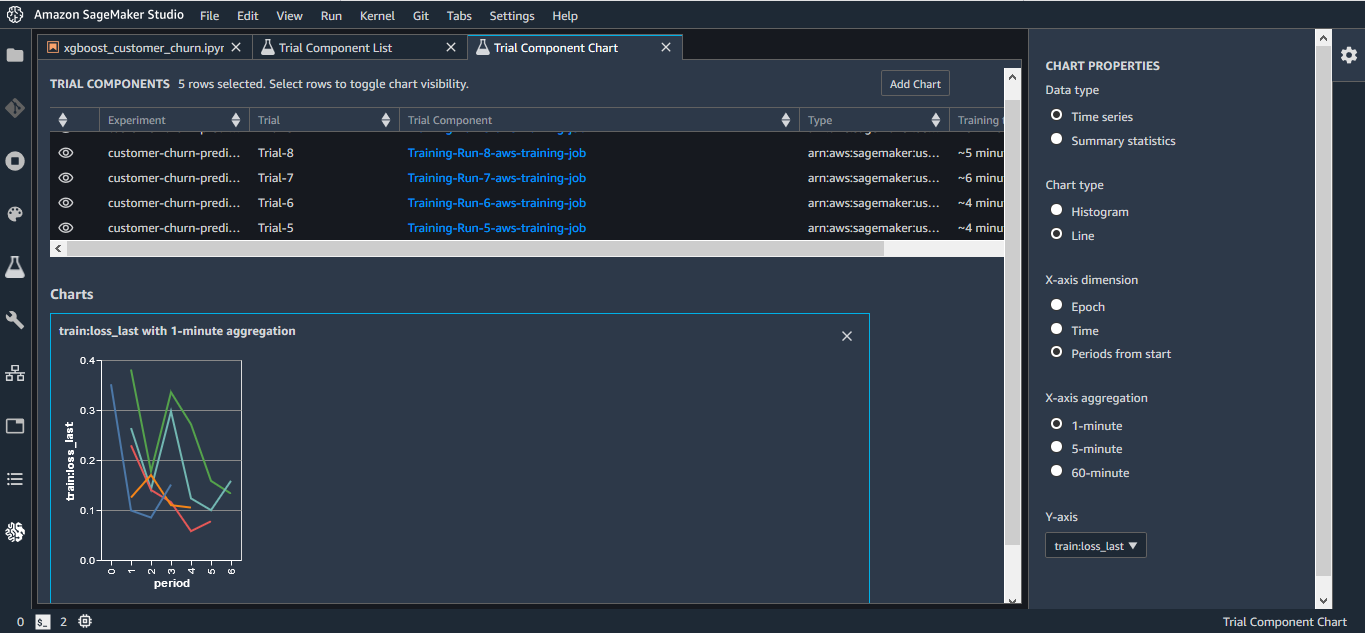 Amazon SageMaker Studio File Edit View Run Kernel Git Tabs Settings Help
xgboost_customer_churn.ipyr Trial Component List Trial Component Chart
TRIAL COMPONENTS 5 rows selected. Select rows to toggle chart visibility.
Add Chart
Experiment Trial Trial Component Type Training
customer-churn-predi... Trial-8 Training-Run-8-aws-training-job arn:aws:sagemaker:us... ~5 minu
customer-churn-predi... Trial-7 Training-Run-7-aws-training-job arn:aws:sagemaker:us... ~6 minu
customer-churn-predi... Trial-6 Training-Run-6-aws-training-job arn:aws:sagemaker:us... ~4 minu
customer-churn-predi... Trial-5 Training-Run-5-aws-training-job arn:aws:sagemaker:us... ~4 minu
Charts
train:loss_last with 1-minute aggregation
train:loss_last
0.4
0.3
0.2
0.1
0.0
0 1 2 3 4 5 6
period
CHART PROPERTIES
Data type
Time series
Summary statistics
Chart type
Histogram
Line
X-axis dimension
Epoch
Time
Periods from start
X-axis aggregation
1-minute
5-minute
60-minute
Y-axis
train:loss_last
0 $_ 2
Trial Component Chart